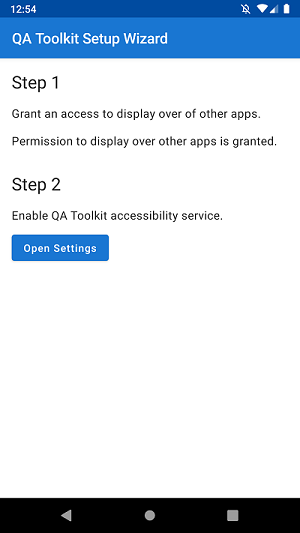 12:54
QA Toolkit Setup Wizard
Step 1
Grant an access to display over of other apps.
Permission to display over other apps is granted.
Step 2
Enable QA Toolkit accessibility service.
Open Settings